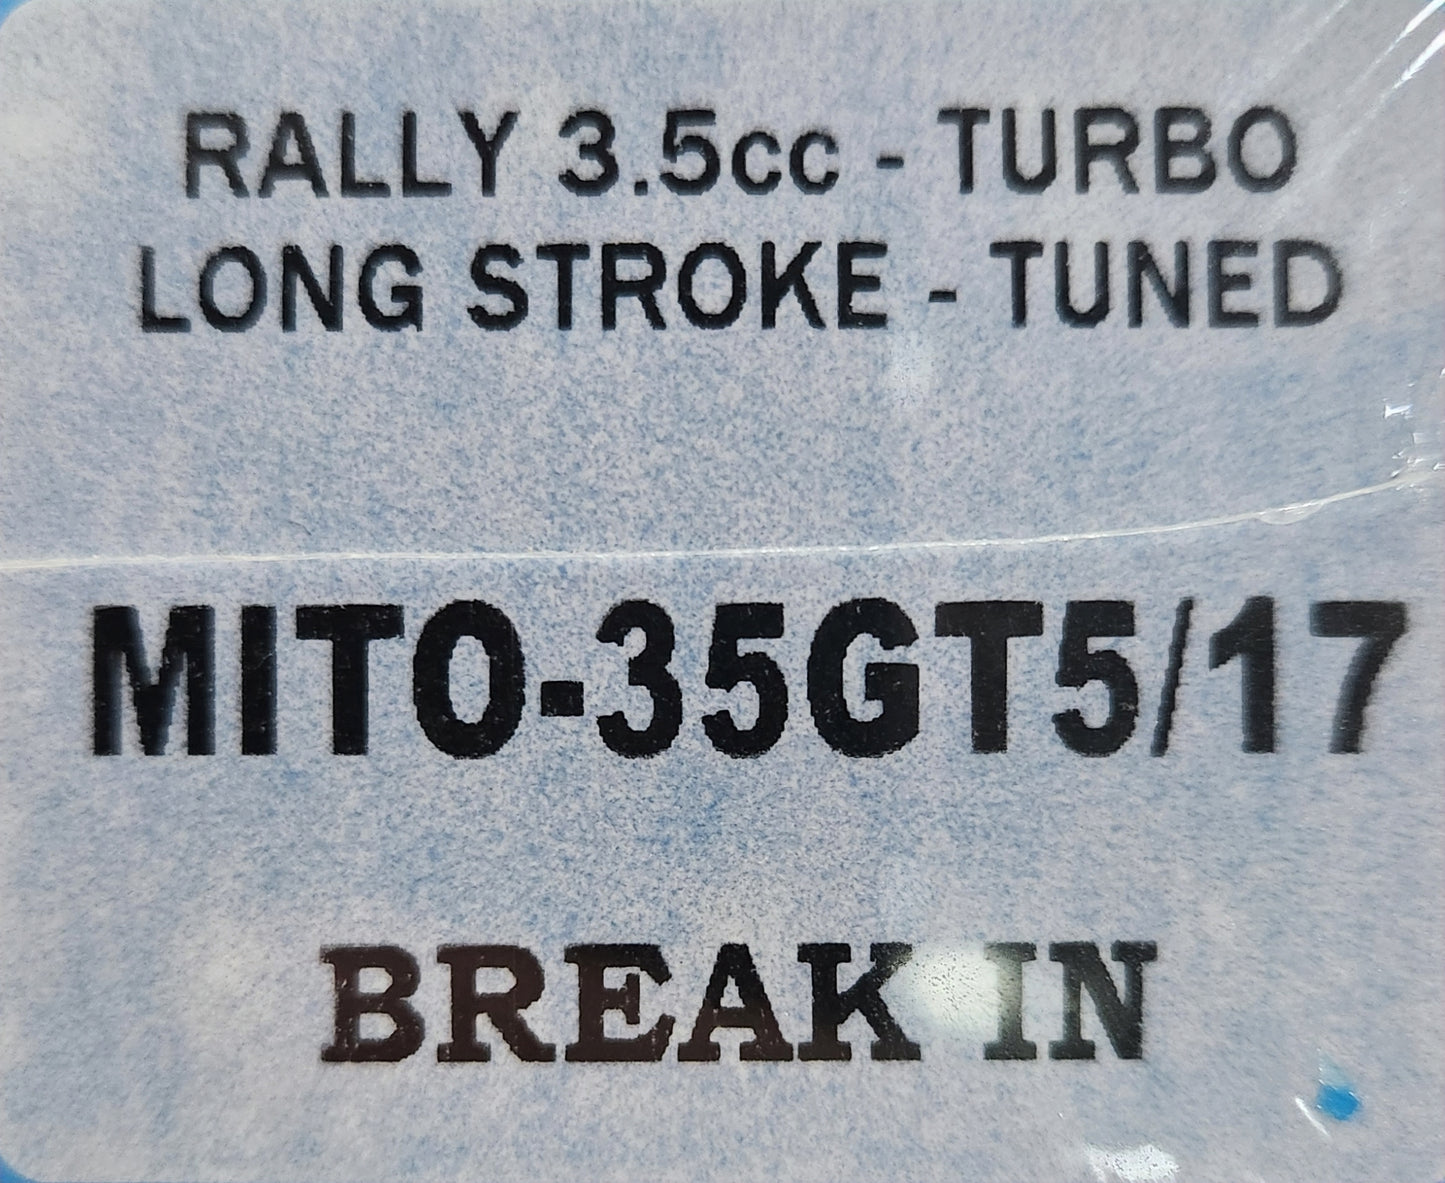 RALLY 3.5cc - TURBO
LONG STROKE - TUNED
MITO-35GT5/17
BREAK IN